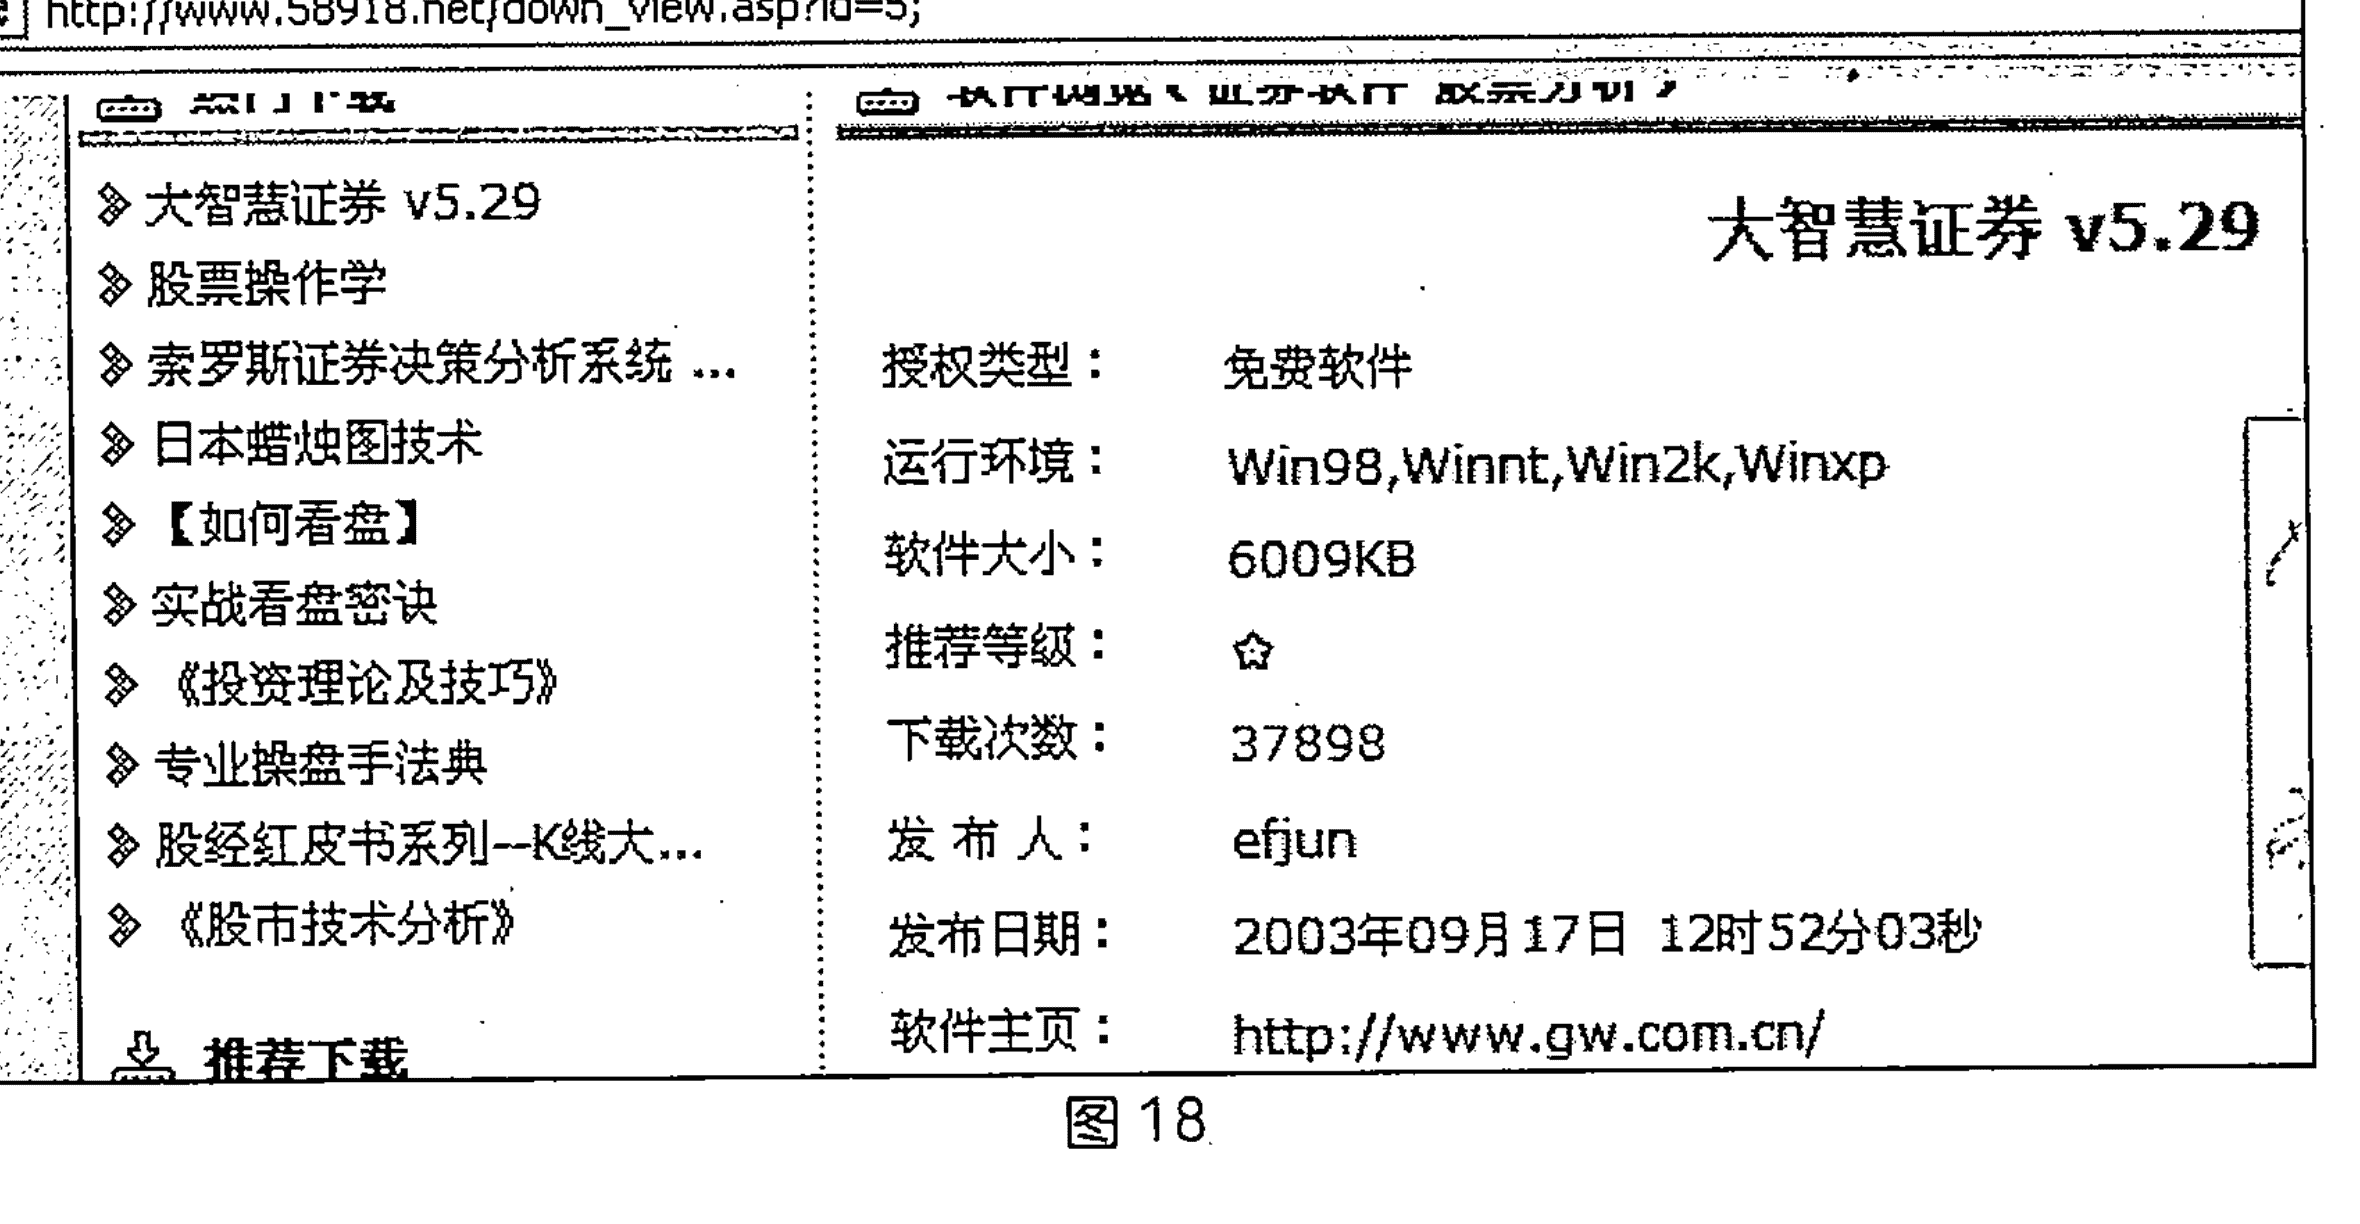 http://www.58918.net/down_view.asp?id=5;
热门下载
大智慧证券 v5.29
股票操作学
索罗斯证券决策分析系统 ...
日本蜡烛图技术
【如何看盘】
实战看盘密诀
《投资理论及技巧》
专业操盘手法典
股经红皮书系列--K线大...
《股市技术分析》
推荐下载
大智慧证券 v5.29
授权类型： 免费软件
运行环境： Win98,Winnt,Win2k,Winxp
软件大小： 6009KB
推荐等级： ☆
下载次数： 37898
发 布 人： efjun
发布日期： 2003年09月17日 12时52分03秒
软件主页： http://www.gw.com.cn/
图 18